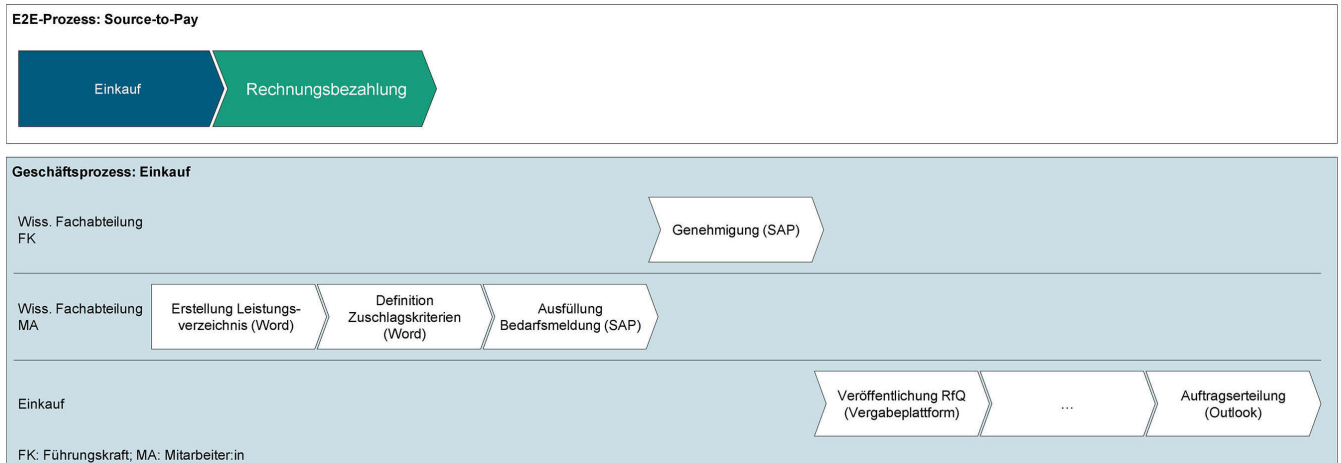 E2E-Prozess: Source-to-Pay
Einkauf
Rechnungsbezahlung
Geschäftsprozess: Einkauf
Wiss. Fachabteilung
FK
Genehmigung (SAP)
Wiss. Fachabteilung
MA
Erstellung Leistungs-
verzeichnis (Word)
Definition
Zuschlagskriterien
(Word)
Ausfüllung
Bedarfsmeldung (SAP)
Einkauf
Veröffentlichung RfQ
(Vergabeplattform)
...
Auftragserteilung
(Outlook)
FK: Führungskraft; MA: Mitarbeiter:in